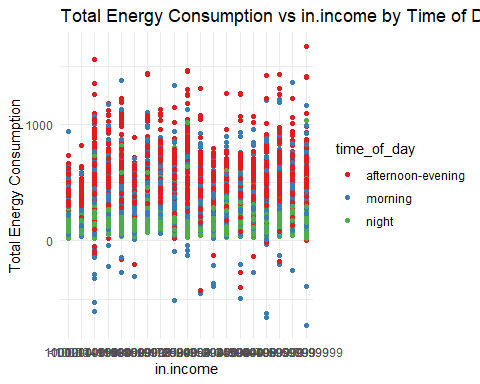 Total Energy Consumption vs in.income by Time of D
Total Energy Consumption
1000
0
in.income
time_of_day
afternoon-evening
morning
night